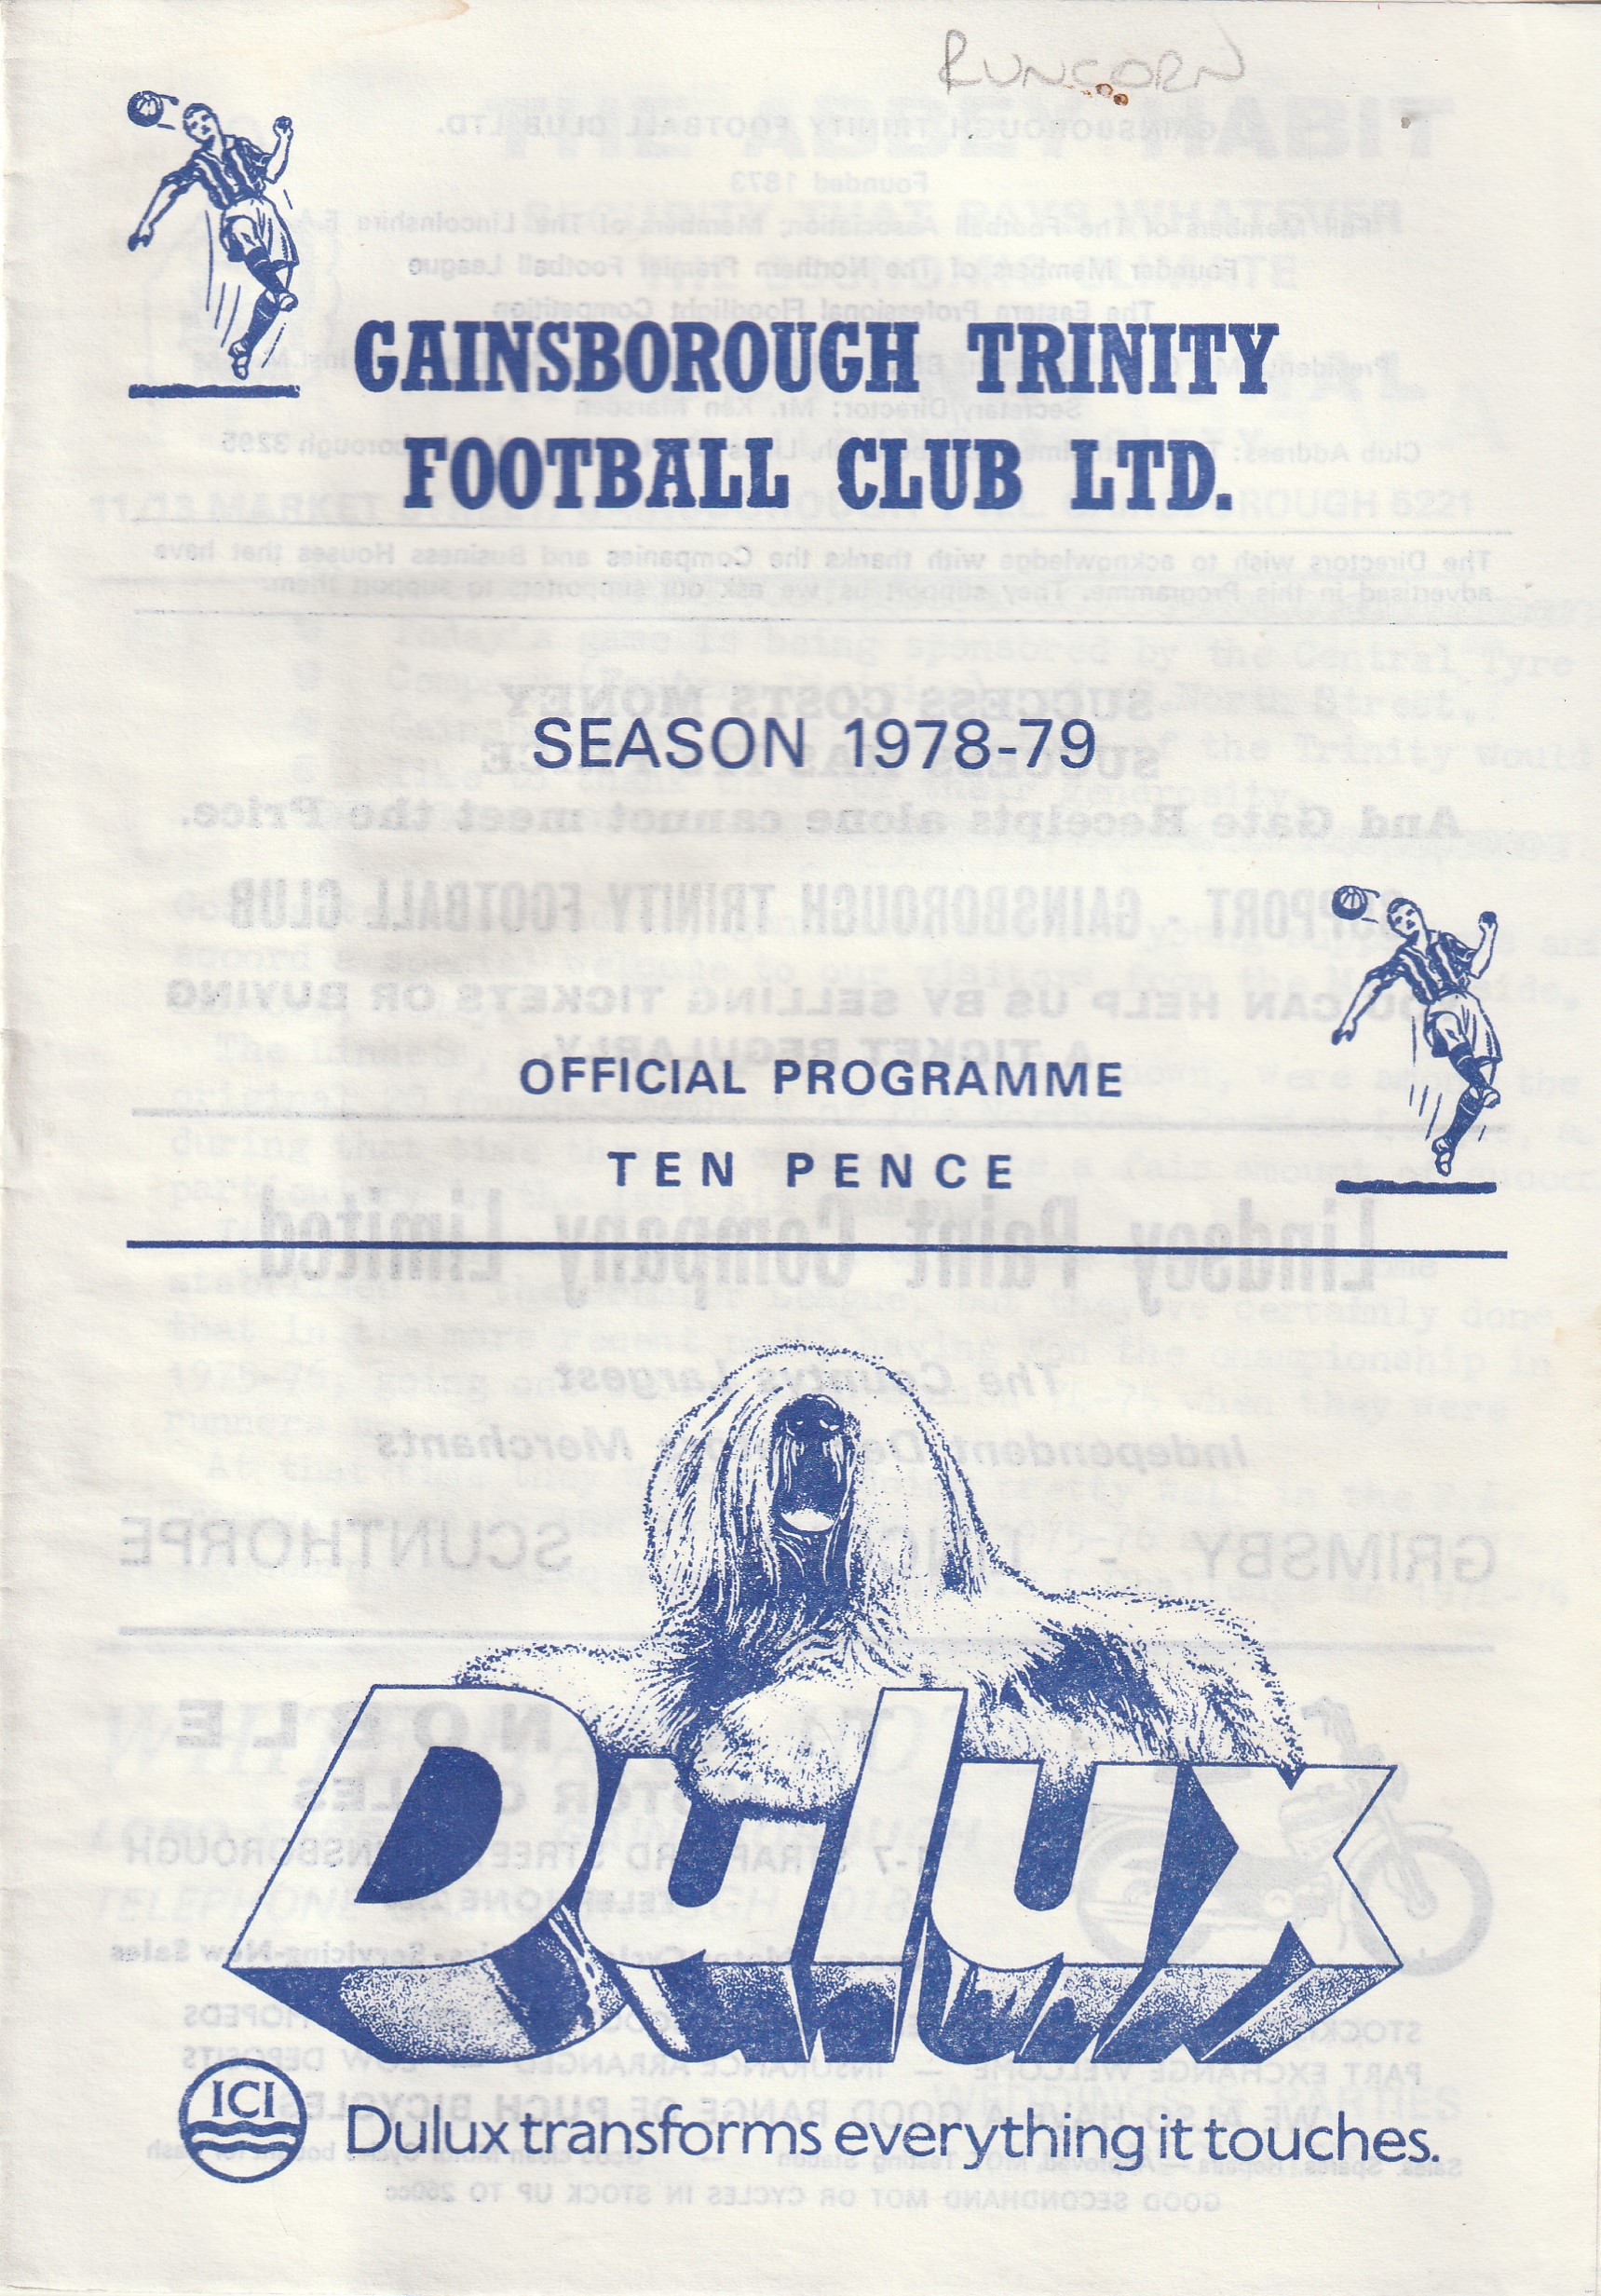 RUNCORN
GAINSBOROUGH TRINITY
FOOTBALL CLUB LTD.
SEASON 1978-79
OFFICIAL PROGRAMME
TEN PENCE
Dulux
ICI
Dulux transforms everything it touches.